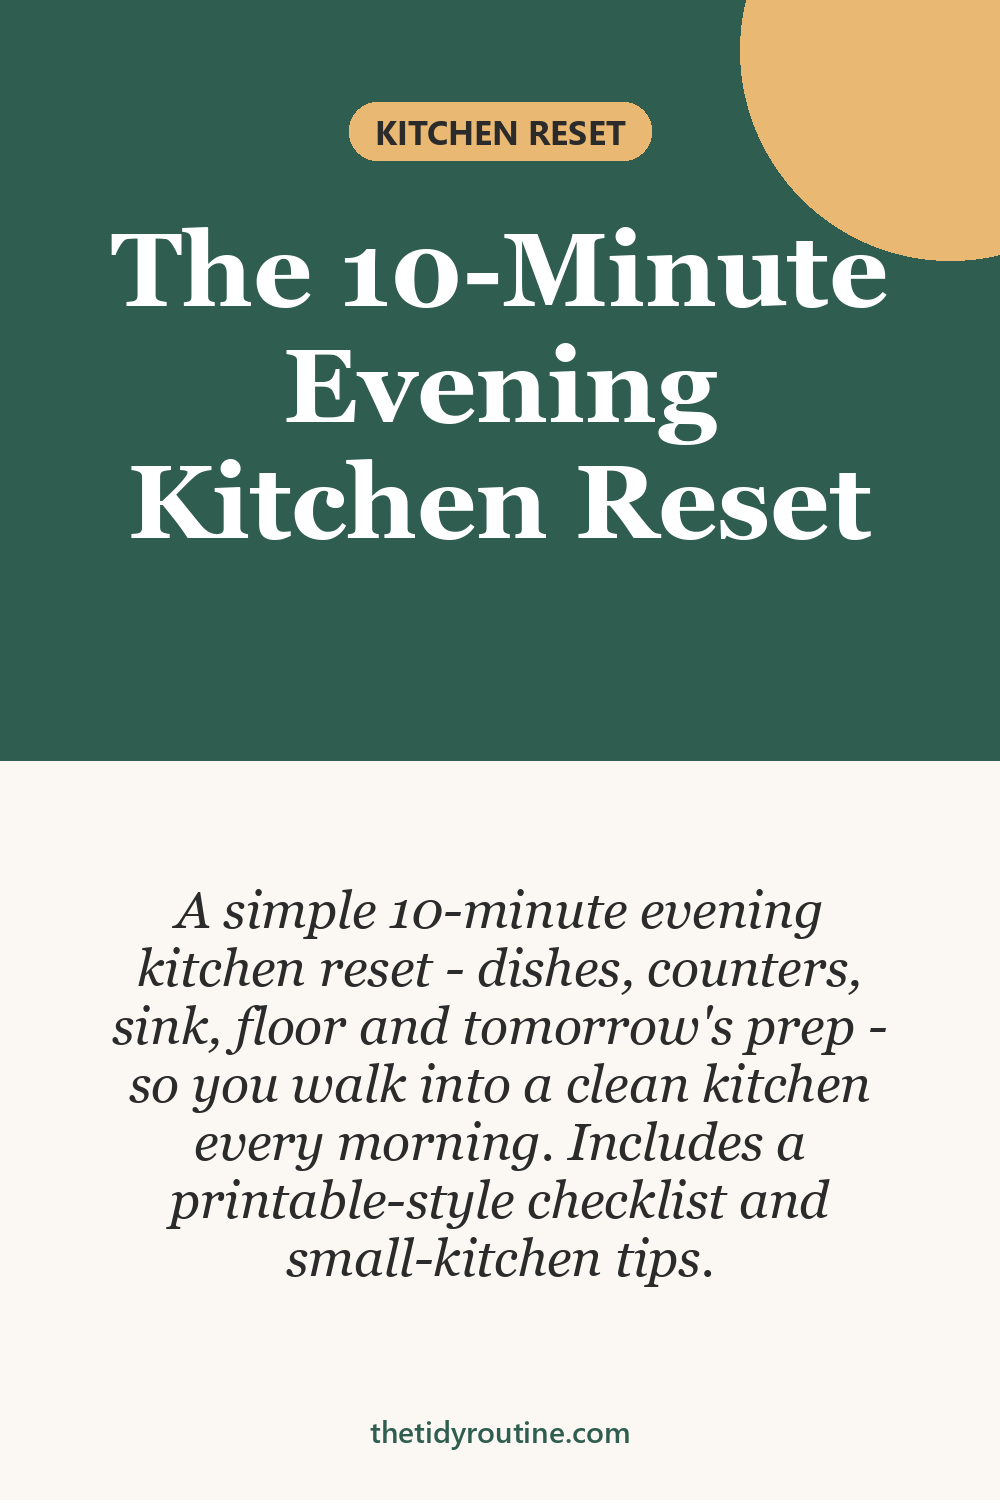 KITCHEN RESET
The 10-Minute
Evening
Kitchen Reset
A simple 10-minute evening
kitchen reset - dishes, counters,
sink, floor and tomorrow's prep -
so you walk into a clean kitchen
every morning. Includes a
printable-style checklist and
small-kitchen tips.
thetidyroutine.com